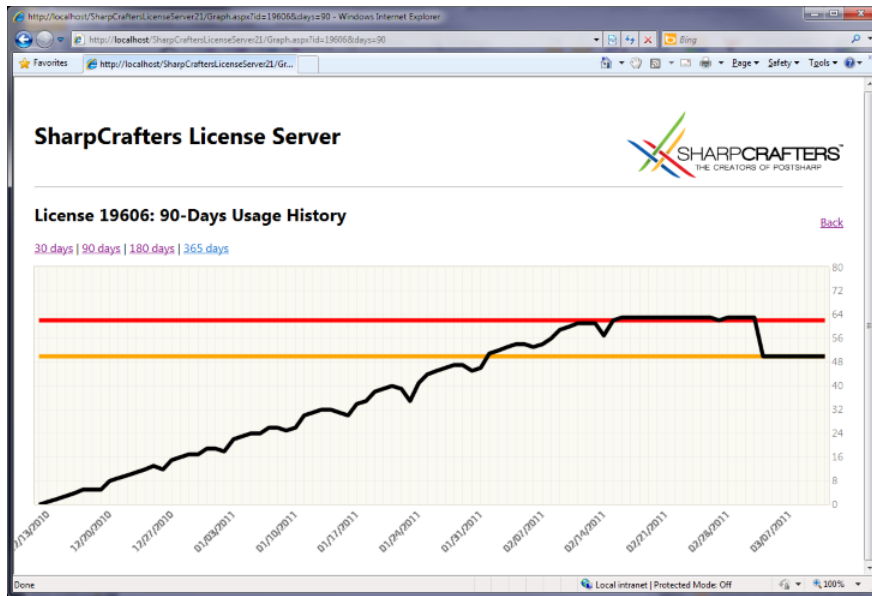 http://localhost/SharpCraftersLicenseServer21/Graph.aspx?id=19606&days=90 - Windows Internet Explorer
http://localhost/SharpCraftersLicenseServer21/Graph.aspx?id=19606&days=90
Bing
Favorites
http://localhost/SharpCraftersLicenseServer21/Gr...
Page Safety Tools
SharpCrafters License Server
SHARPCRAFTERS™
THE CREATORS OF POSTSHARP
License 19606: 90-Days Usage History
Back
30 days | 90 days | 180 days | 365 days
80
72
64
56
48
40
32
24
16
8
0
12/20/2010
12/27/2010
01/03/2011
01/10/2011
01/17/2011
01/24/2011
01/31/2011
02/07/2011
02/14/2011
02/21/2011
02/28/2011
03/07/2011
Done
Local intranet | Protected Mode: Off
100%